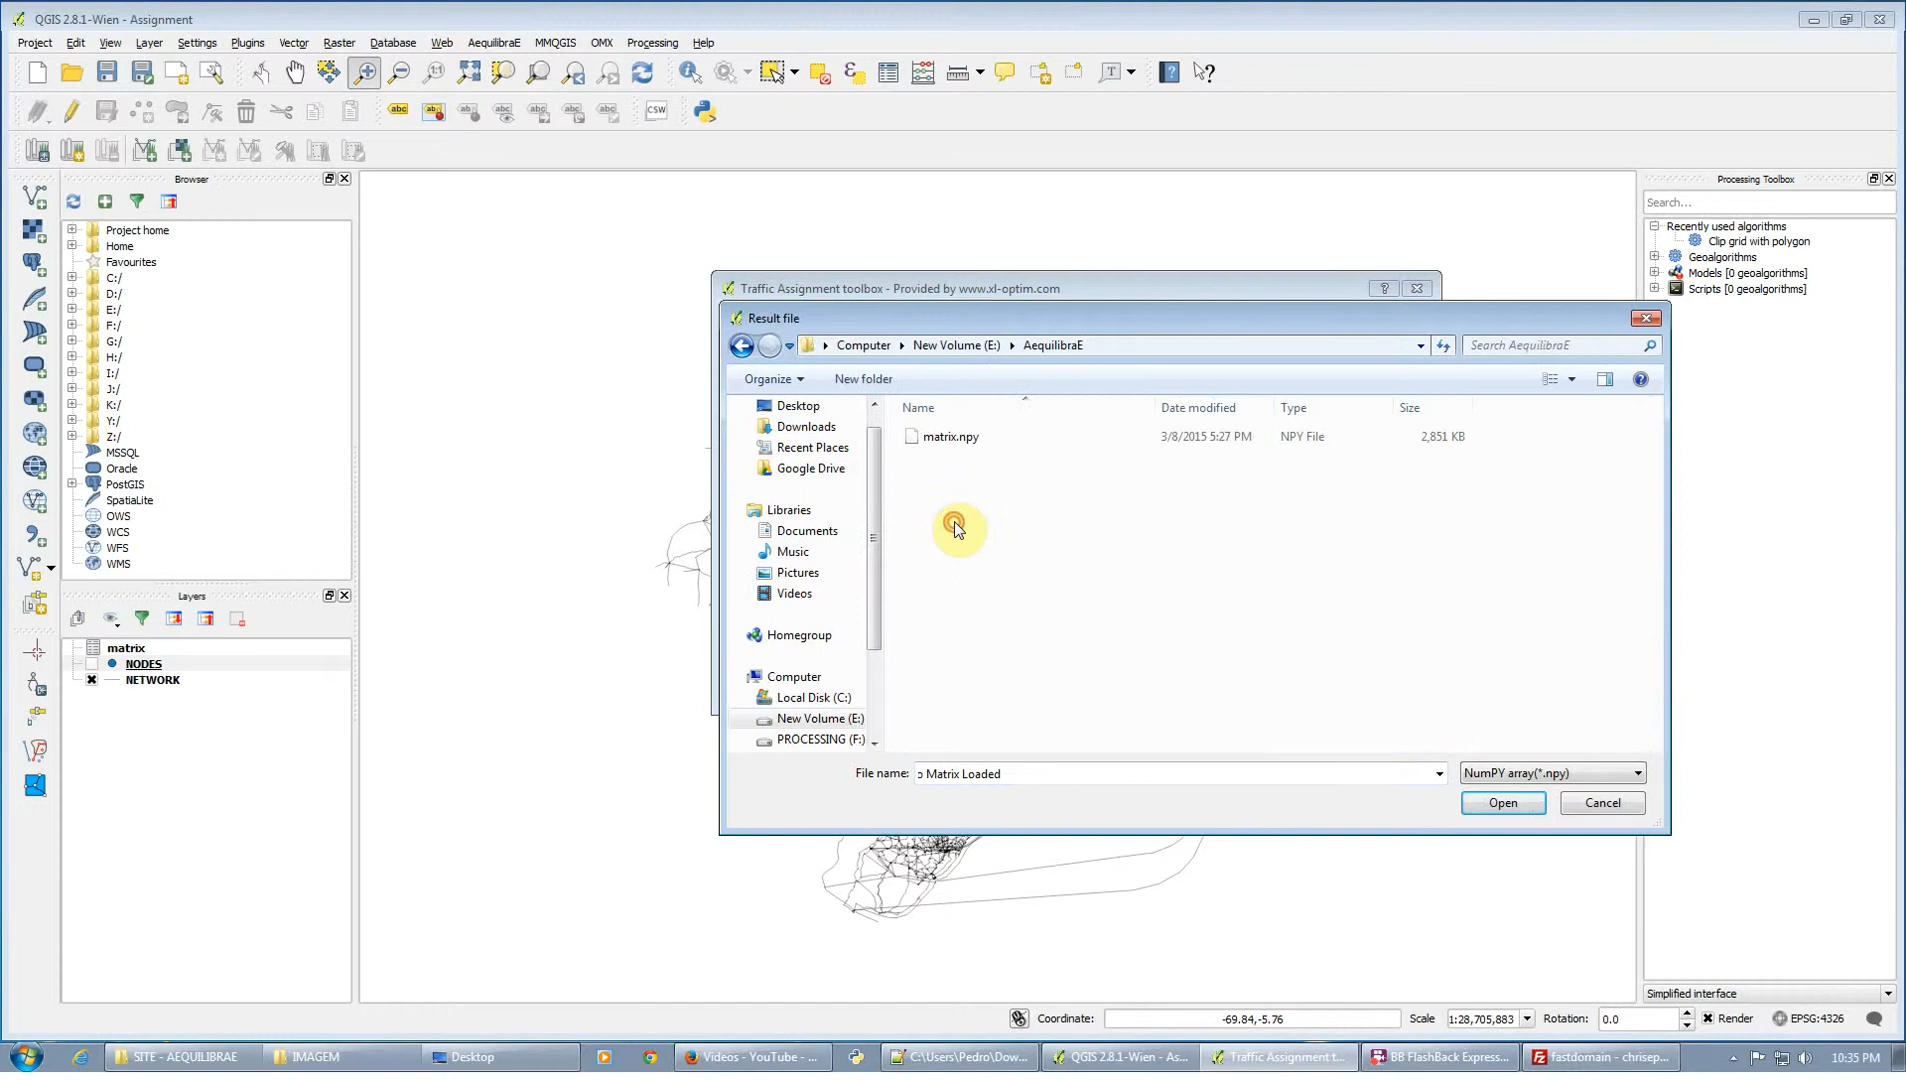 QGIS 2.8.1-Wien - Assignment
Project Edit View Layer Settings Plugins Vector Raster Database Web AequilibraE MMQGIS OMX Processing Help
Browser
Project home
Home
Favourites
C:/
D:/
E:/
F:/
G:/
H:/
I:/
J:/
K:/
Y:/
Z:/
MSSQL
Oracle
PostGIS
SpatiaLite
OWS
WCS
WFS
WMS
Layers
matrix
NODES
NETWORK
Traffic Assignment toolbox - Provided by www.xl-optim.com
Result file
Computer New Volume (E:) AequilibraE
Search AequilibraE
Organize New folder
Name Date modified Type Size
matrix.npy 3/8/2015 5:27 PM NPY File 2,851 KB
Desktop
Downloads
Recent Places
Google Drive
Libraries
Documents
Music
Pictures
Videos
Homegroup
Computer
Local Disk (C:)
New Volume (E:)
PROCESSING (F:)
File name: o Matrix Loaded
NumPY array(*.npy)
Open Cancel
Processing Toolbox
Search...
Recently used algorithms
Clip grid with polygon
Geoalgorithms
Models [0 geoalgorithms]
Scripts [0 geoalgorithms]
Simplified interface
Coordinate: -69.84,-5.76 Scale 1:28,705,883 Rotation: 0.0 Render EPSG:4326
SITE - AEQUILIBRAE IMAGEM Desktop Videos - YouTube - ... C:\Users\Pedro\Dow... QGIS 2.8.1-Wien - As... Traffic Assignment t... BB FlashBack Express... fastdomain - chrisep... 10:35 PM